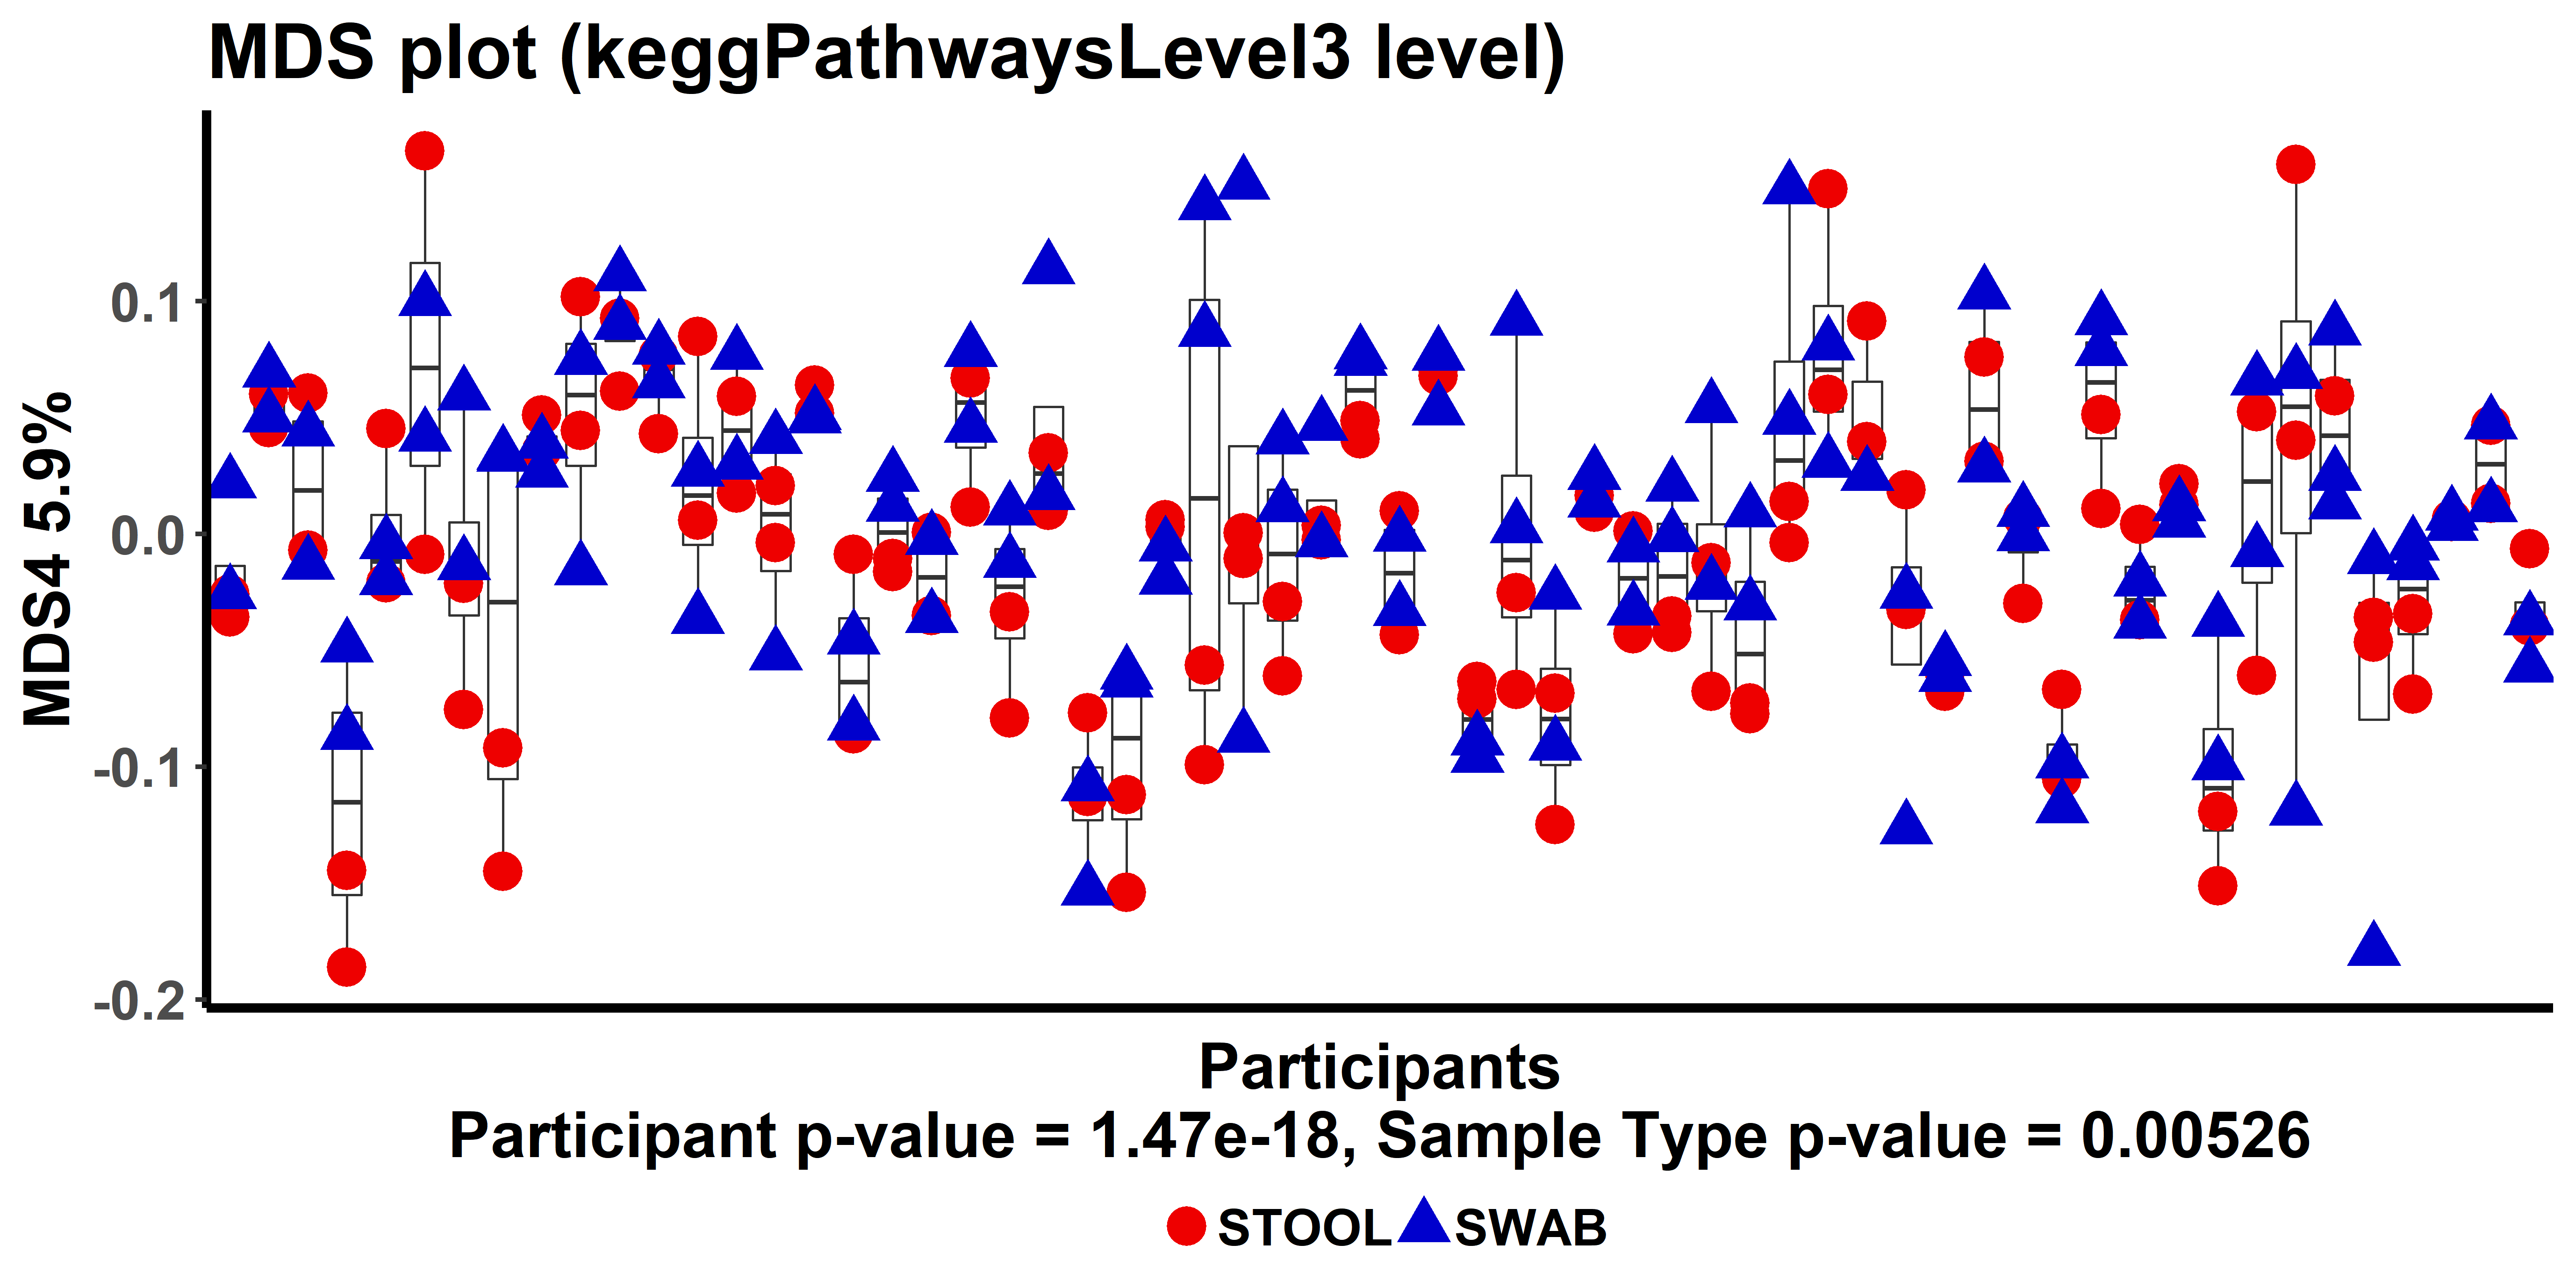 MDS plot (keggPathwaysLevel3 level)
MDS4 5.9%
0.1
0.0
-0.1
-0.2
Participants
Participant p-value = 1.47e-18, Sample Type p-value = 0.00526
STOOL SWAB